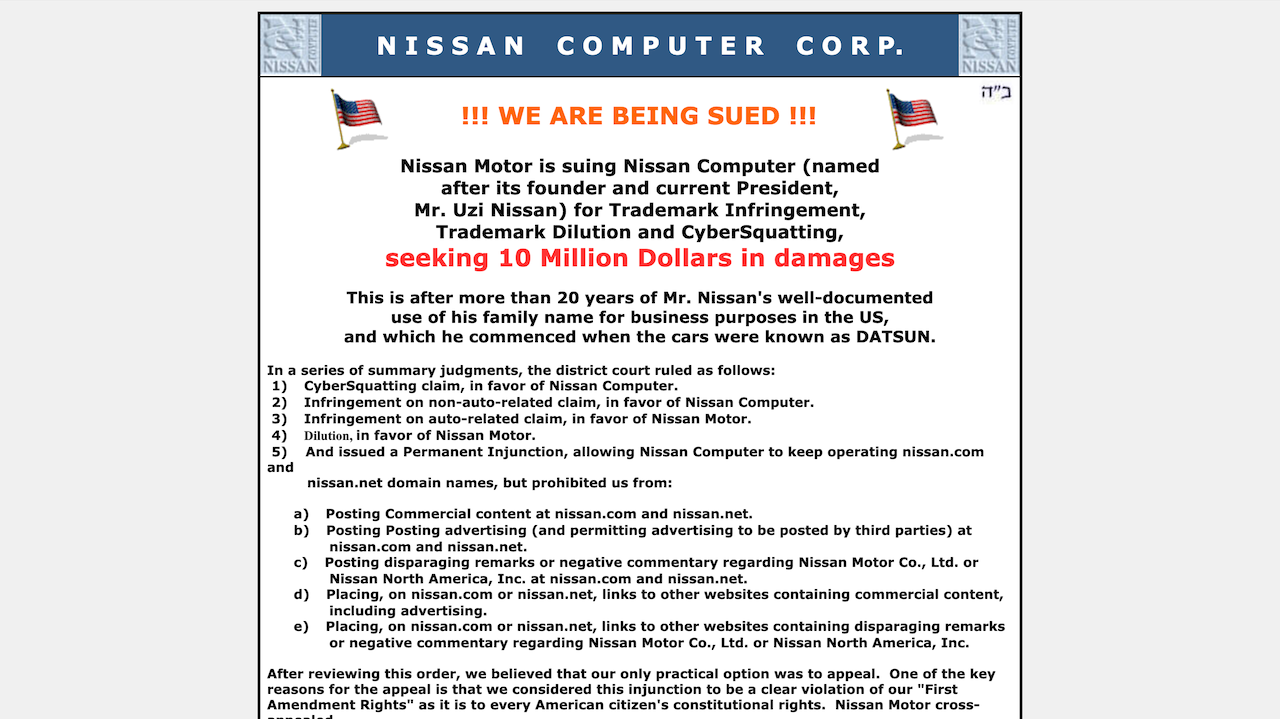 NISSAN COMPUTER CORP.
NISSAN
NISSAN
ב"ה
!!! WE ARE BEING SUED !!!
Nissan Motor is suing Nissan Computer (named
after its founder and current President,
Mr. Uzi Nissan) for Trademark Infringement,
Trademark Dilution and CyberSquatting,
seeking 10 Million Dollars in damages
This is after more than 20 years of Mr. Nissan's well-documented
use of his family name for business purposes in the US,
and which he commenced when the cars were known as DATSUN.
In a series of summary judgments, the district court ruled as follows:
1) CyberSquatting claim, in favor of Nissan Computer.
2) Infringement on non-auto-related claim, in favor of Nissan Computer.
3) Infringement on auto-related claim, in favor of Nissan Motor.
4) Dilution, in favor of Nissan Motor.
5) And issued a Permanent Injunction, allowing Nissan Computer to keep operating nissan.com
and
nissan.net domain names, but prohibited us from:
a) Posting Commercial content at nissan.com and nissan.net.
b) Posting Posting advertising (and permitting advertising to be posted by third parties) at
nissan.com and nissan.net.
c) Posting disparaging remarks or negative commentary regarding Nissan Motor Co., Ltd. or
Nissan North America, Inc. at nissan.com and nissan.net.
d) Placing, on nissan.com or nissan.net, links to other websites containing commercial content,
including advertising.
e) Placing, on nissan.com or nissan.net, links to other websites containing disparaging remarks
or negative commentary regarding Nissan Motor Co., Ltd. or Nissan North America, Inc.
After reviewing this order, we believed that our only practical option was to appeal. One of the key
reasons for the appeal is that we considered this injunction to be a clear violation of our "First
Amendment Rights" as it is to every American citizen's constitutional rights. Nissan Motor cross-